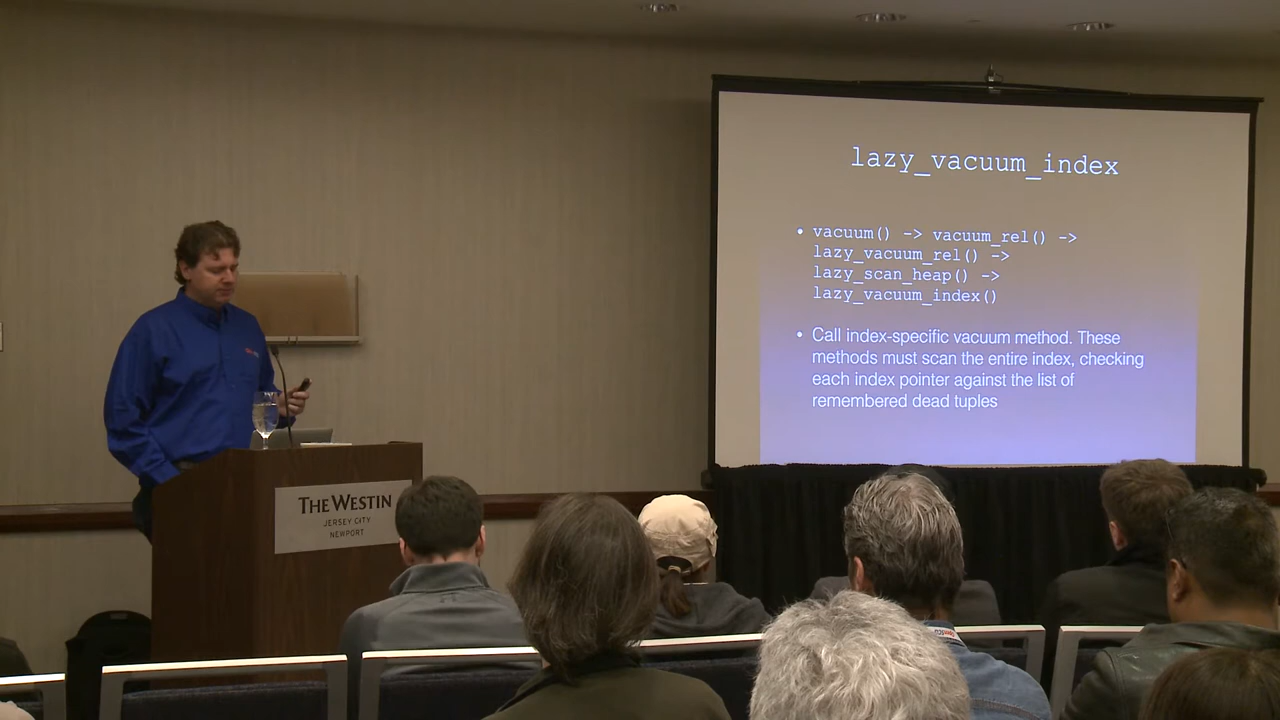 lazy_vacuum_index
• vacuum() -> vacuum_rel() ->
lazy_vacuum_rel() ->
lazy_scan_heap() ->
lazy_vacuum_index()
• Call index-specific vacuum method. These
methods must scan the entire index, checking
each index pointer against the list of
remembered dead tuples
THE WESTIN
JERSEY CITY
NEWPORT